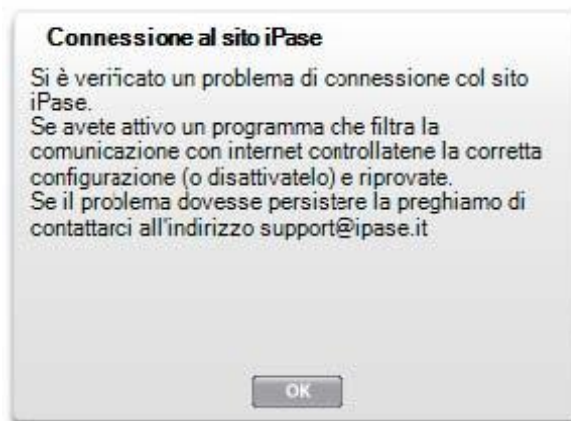 Connessione al sito iPase
Si è verificato un problema di connessione col sito
iPase.
Se avete attivo un programma che filtra la
comunicazione con internet controllatene la corretta
configurazione (o disattivatelo) e riprovate.
Se il problema dovesse persistere la preghiamo di
contattarci all'indirizzo support@ipase.it
OK